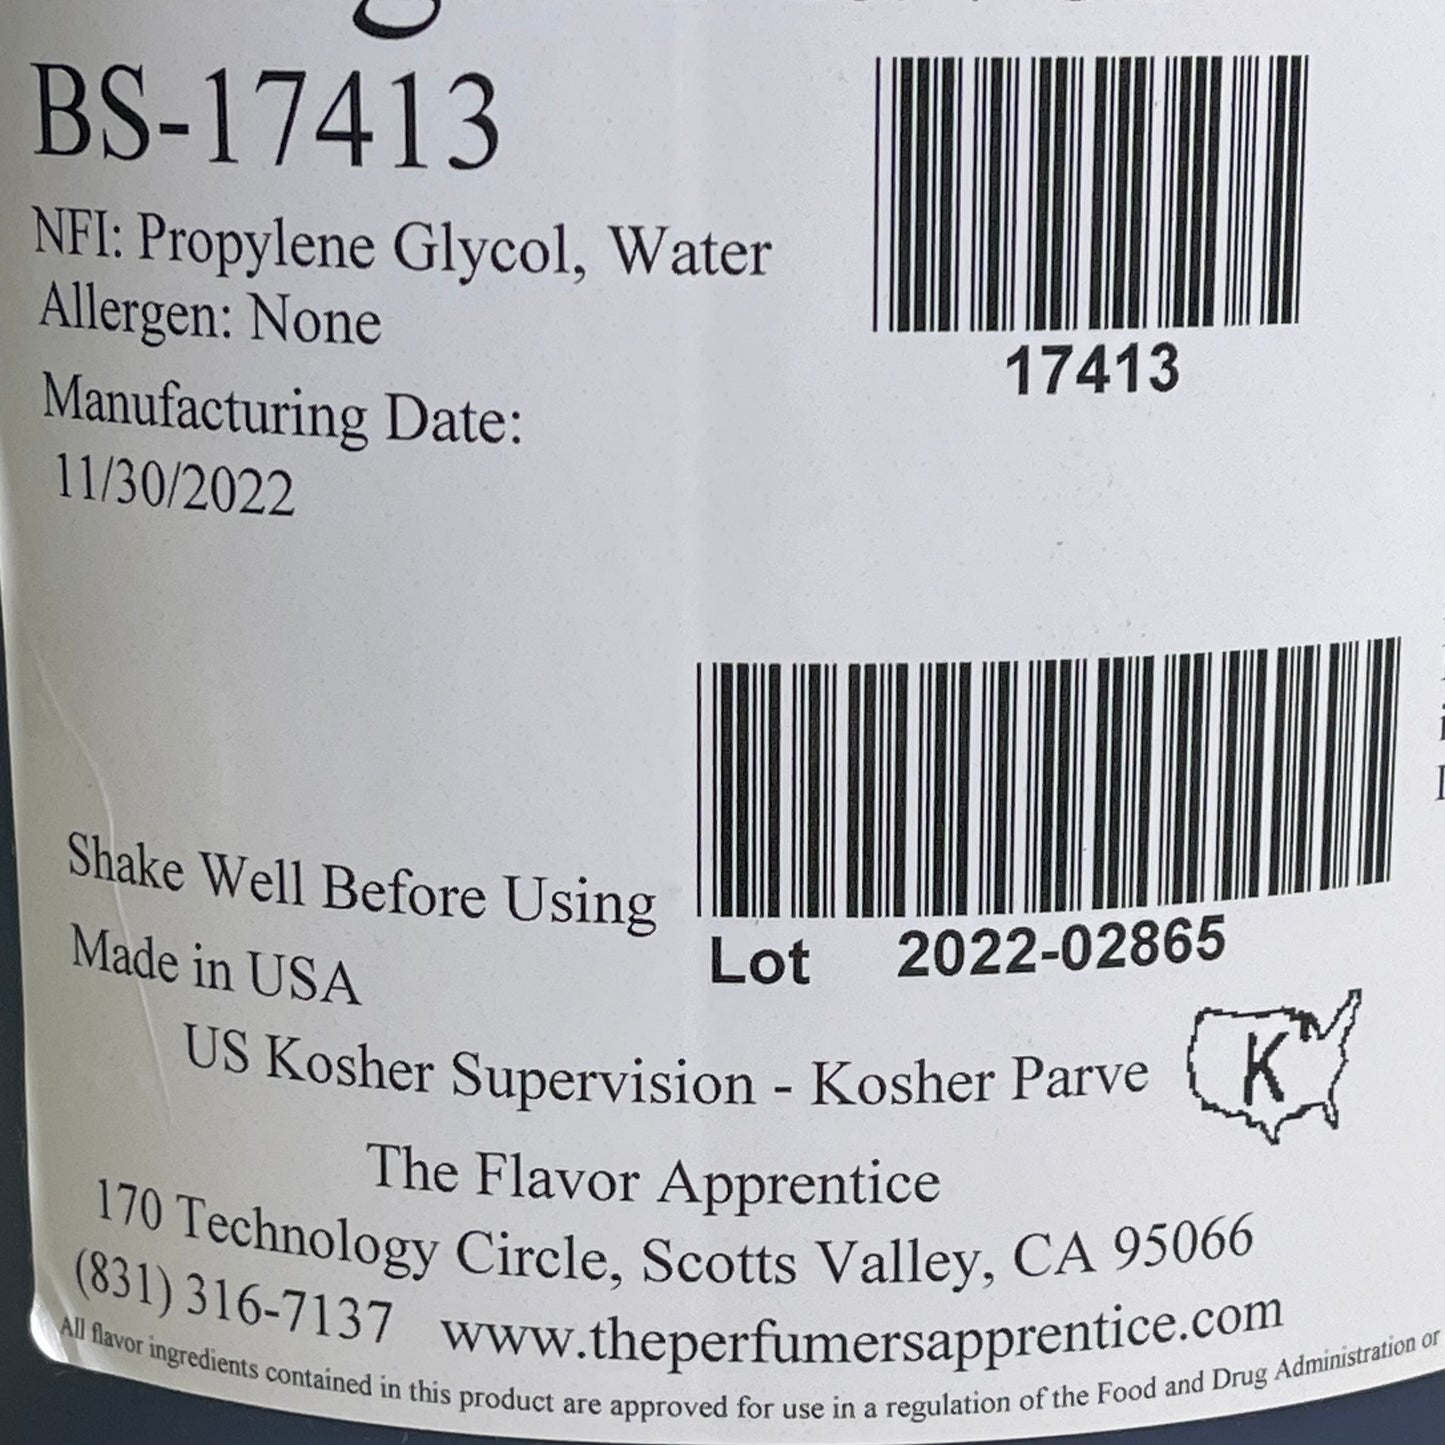 BS-17413
NFI: Propylene Glycol, Water
Allergen: None
Manufacturing Date:
11/30/2022
17413
Shake Well Before Using
Made in USA
Lot 2022-02865
US Kosher Supervision - Kosher Parve
K
The Flavor Apprentice
170 Technology Circle, Scotts Valley, CA 95066
(831) 316-7137 www.theperfumersapprentice.com
All flavor ingredients contained in this product are approved for use in a regulation of the Food and Drug Administration or